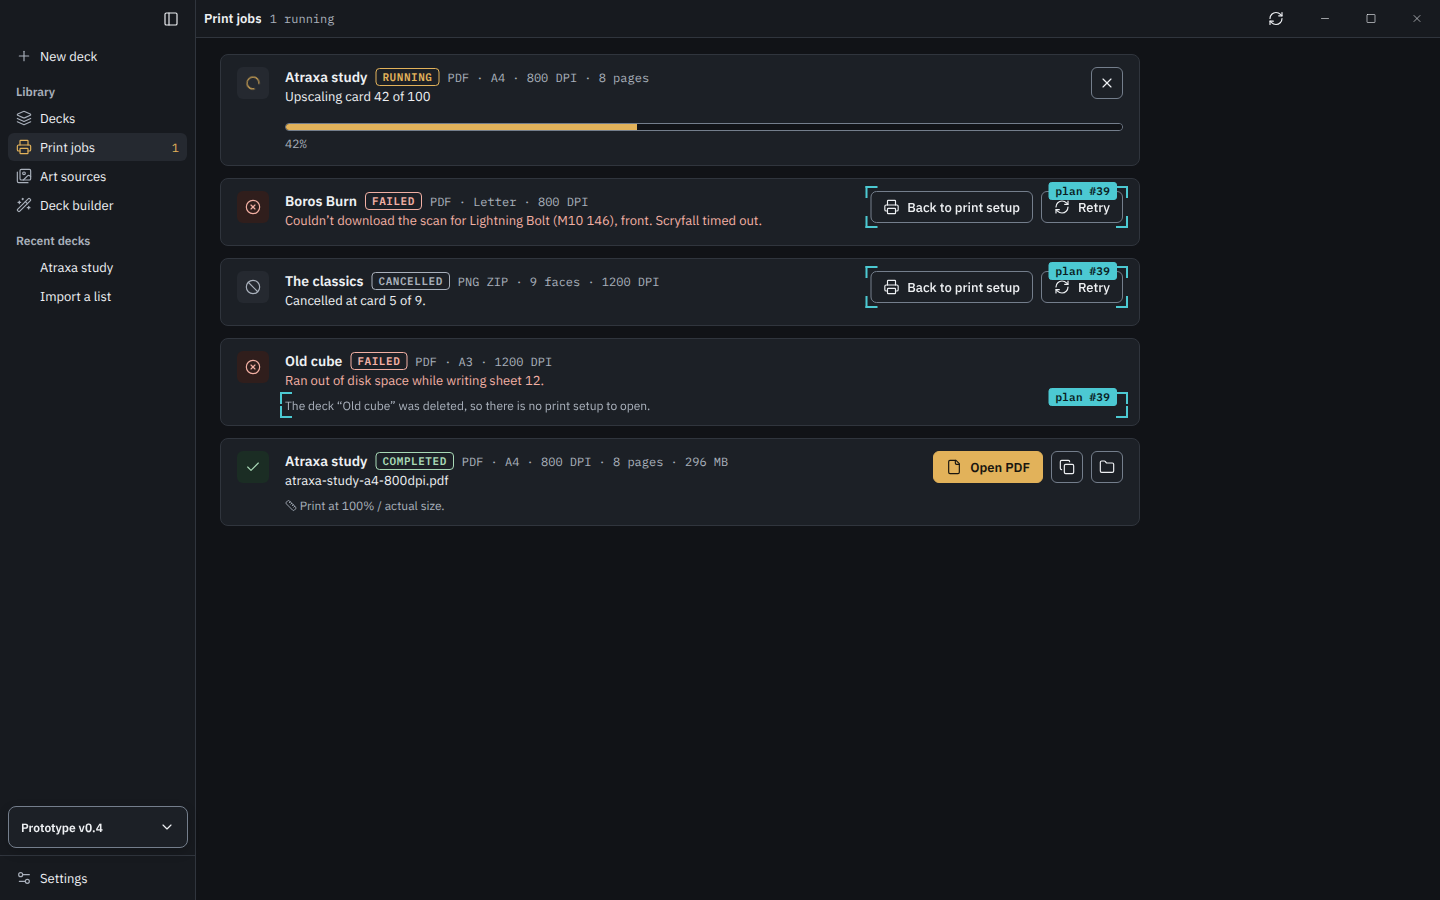 Print jobs 1 running
New deck
Library
Decks
Print jobs 1
Art sources
Deck builder
Recent decks
Atraxa study
Import a list
Prototype v0.4
Settings
Atraxa study RUNNING PDF · A4 · 800 DPI · 8 pages
Upscaling card 42 of 100
42%
Boros Burn FAILED PDF · Letter · 800 DPI
Couldn’t download the scan for Lightning Bolt (M10 146), front. Scryfall timed out.
plan #39
Back to print setup Retry
The classics CANCELLED PNG ZIP · 9 faces · 1200 DPI
Cancelled at card 5 of 9.
plan #39
Back to print setup Retry
Old cube FAILED PDF · A3 · 1200 DPI
Ran out of disk space while writing sheet 12.
plan #39
The deck “Old cube” was deleted, so there is no print setup to open.
Atraxa study COMPLETED PDF · A4 · 800 DPI · 8 pages · 296 MB
atraxa-study-a4-800dpi.pdf
Print at 100% / actual size.
Open PDF